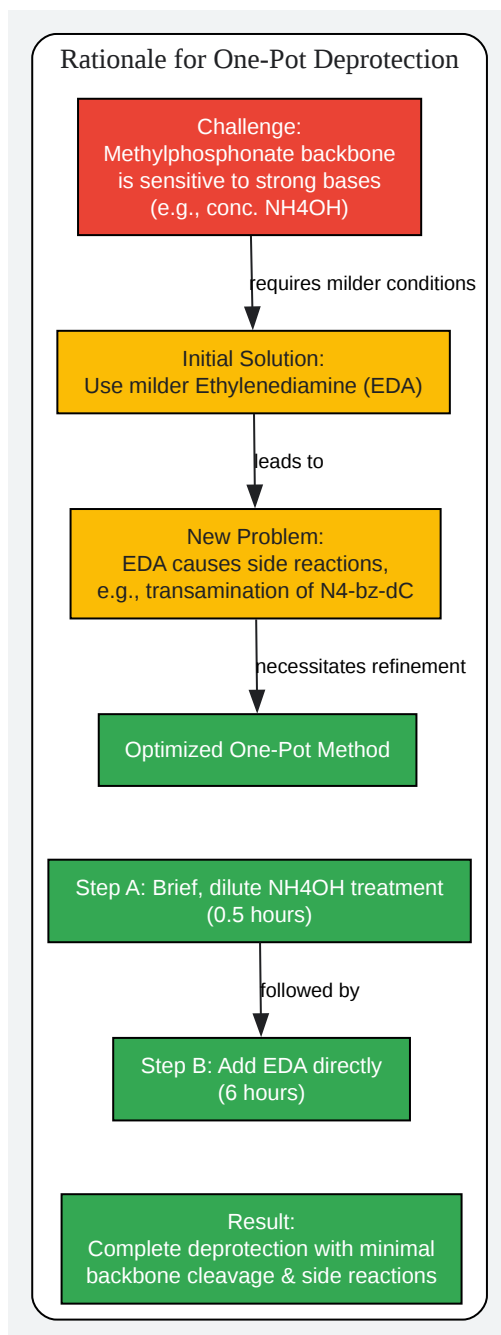 Rationale for One-Pot Deprotection
Challenge:
Methylphosphonate backbone
is sensitive to strong bases
(e.g., conc. NH4OH)
requires milder conditions
Initial Solution:
Use milder Ethylenediamine (EDA)
leads to
New Problem:
EDA causes side reactions,
e.g., transamination of N4-bz-dC
necessitates refinement
Optimized One-Pot Method
Step A: Brief, dilute NH4OH treatment
(0.5 hours)
followed by
Step B: Add EDA directly
(6 hours)
Result:
Complete deprotection with minimal
backbone cleavage & side reactions